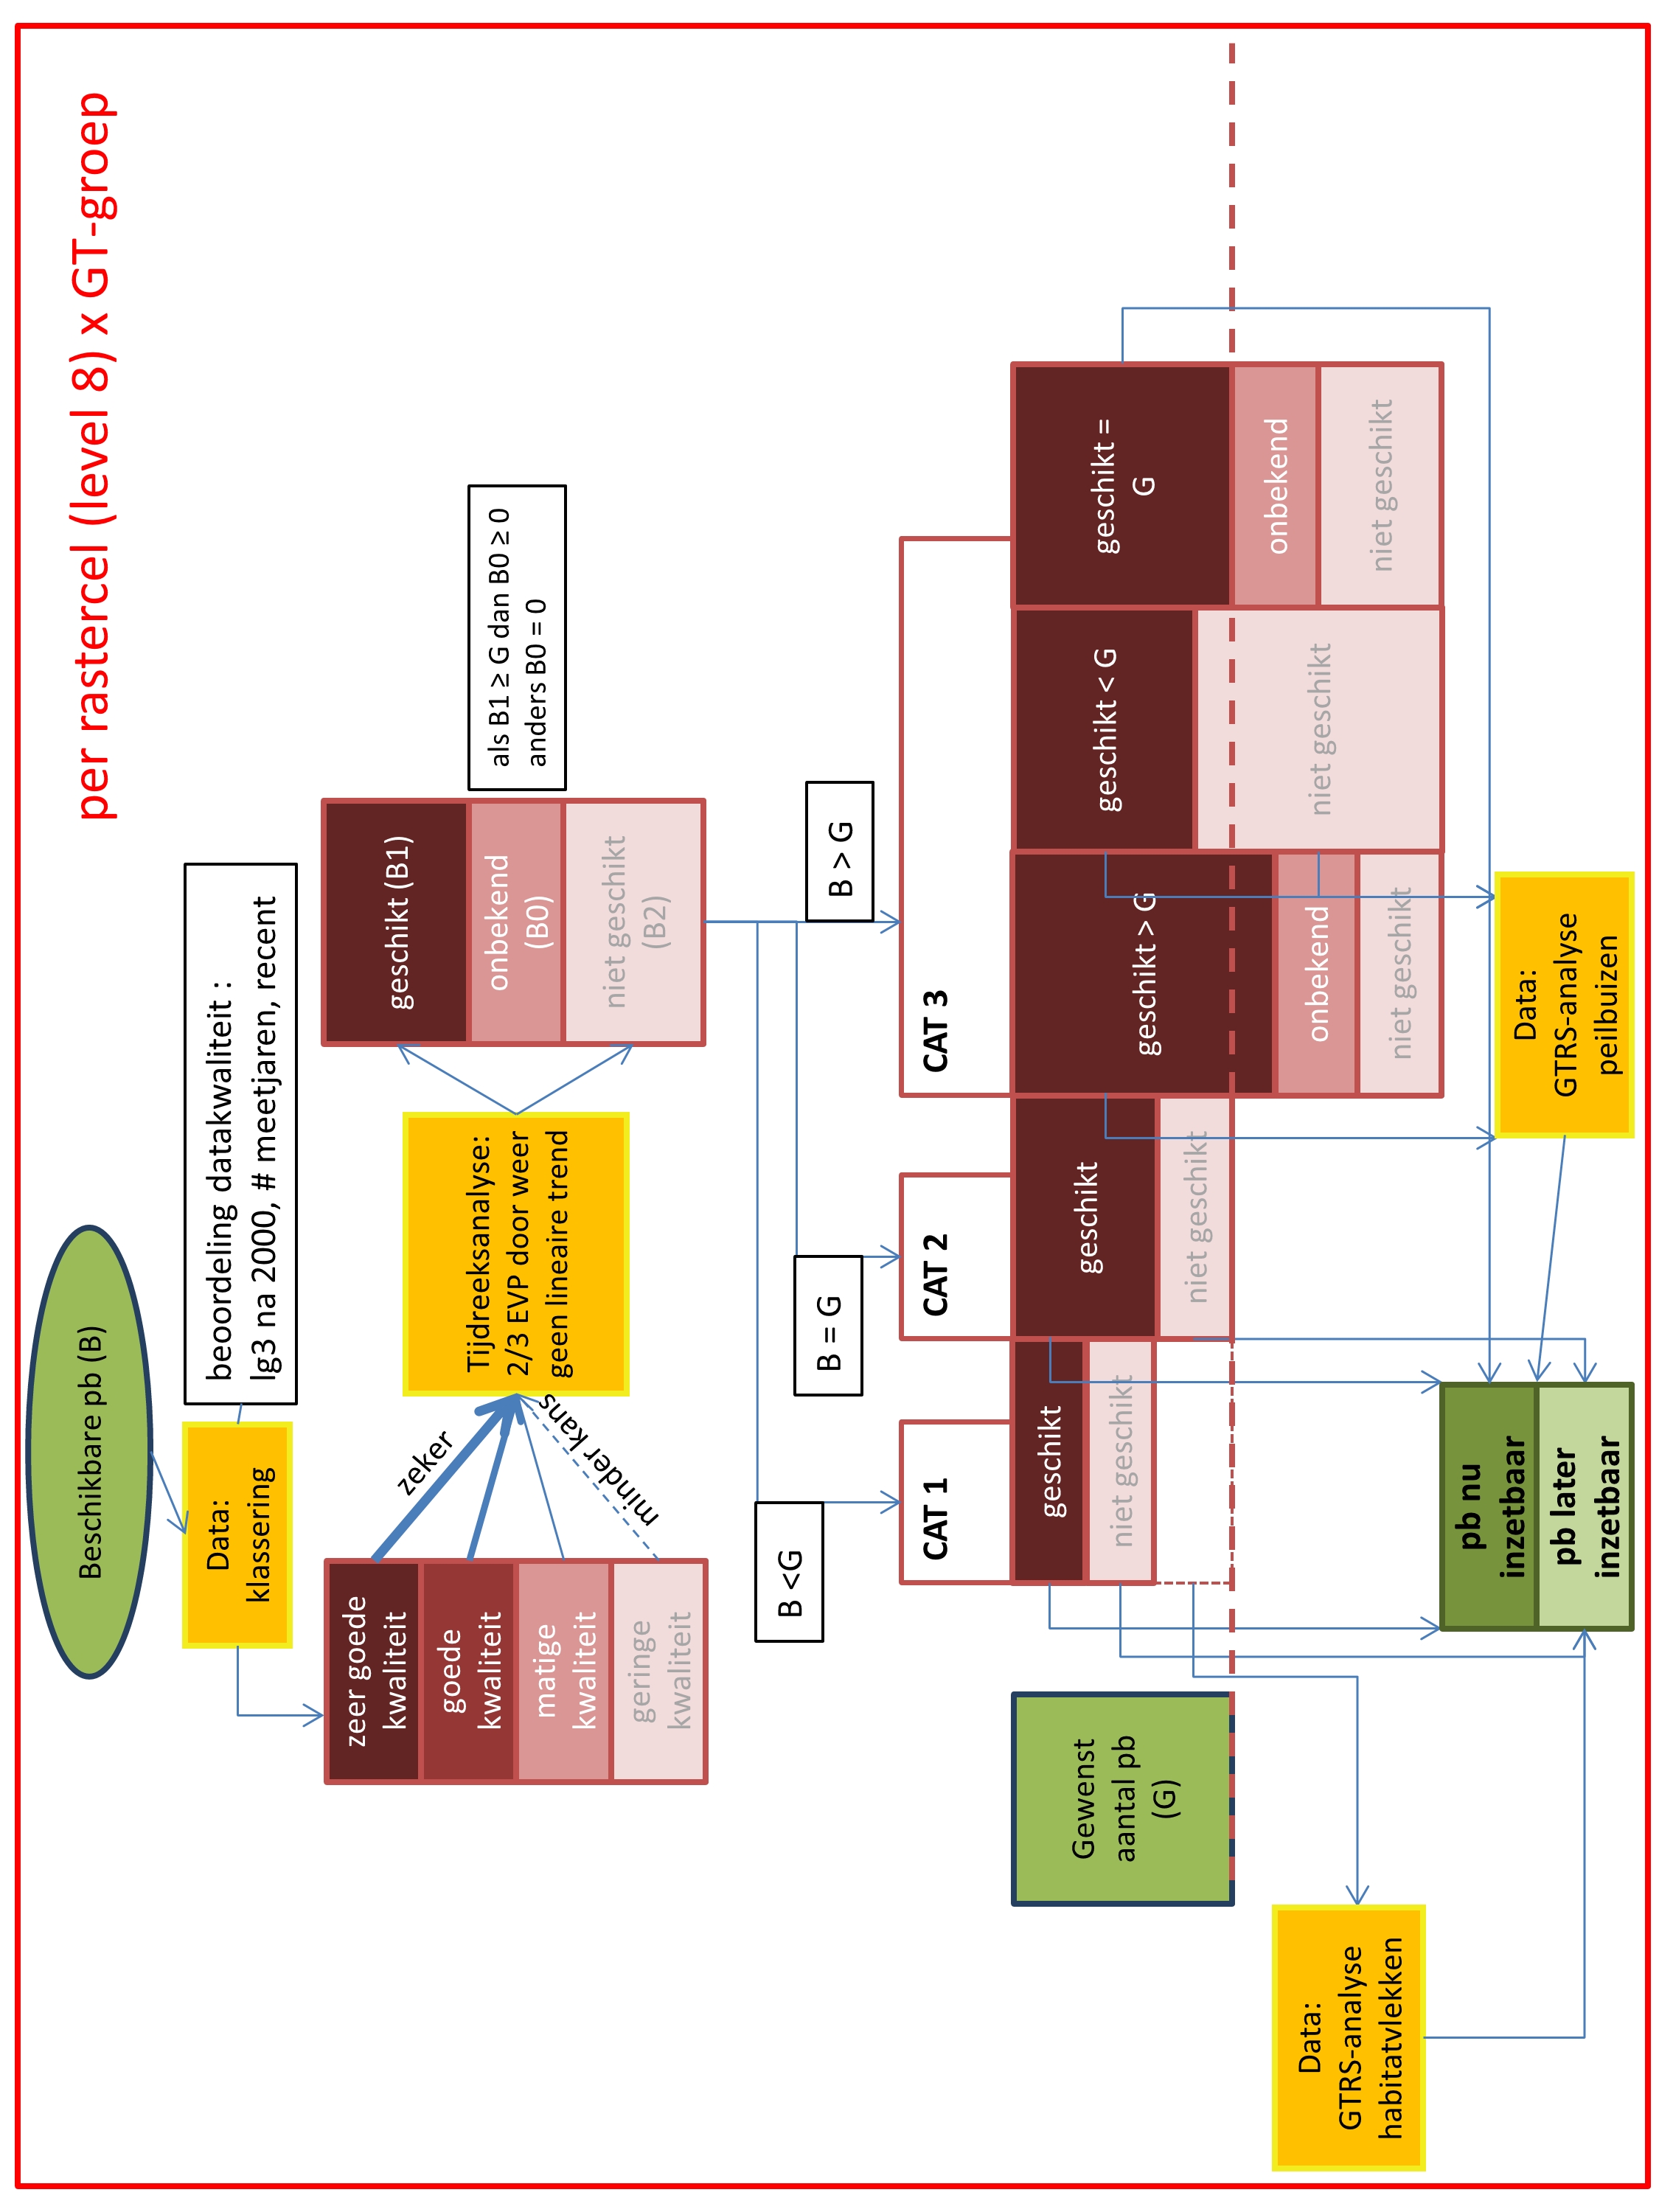 per rastercel (level 8) x GT-groep
Beschikbare pb (B)
Data:
klassering
beoordeling datakwaliteit :
lg3 na 2000, # meetjaren, recent
zeer goede
kwaliteit
goede
kwaliteit
matige
kwaliteit
geringe
kwaliteit
zeker
minder kans
Tijdreeksanalyse:
2/3 EVP door weer
geen lineaire trend
geschikt (B1)
onbekend
(B0)
niet geschikt
(B2)
als B1 ≥ G dan B0 ≥ 0
anders B0 = 0
B <G
B = G
B > G
CAT 1
CAT 2
CAT 3
Gewenst
aantal pb
(G)
geschikt
niet geschikt
geschikt
niet geschikt
geschikt > G
onbekend
niet geschikt
geschikt < G
niet geschikt
geschikt =
G
onbekend
niet geschikt
Data:
GTRS-analyse
habitatvlekken
pb nu
inzetbaar
pb later
inzetbaar
Data:
GTRS-analyse
peilbuizen